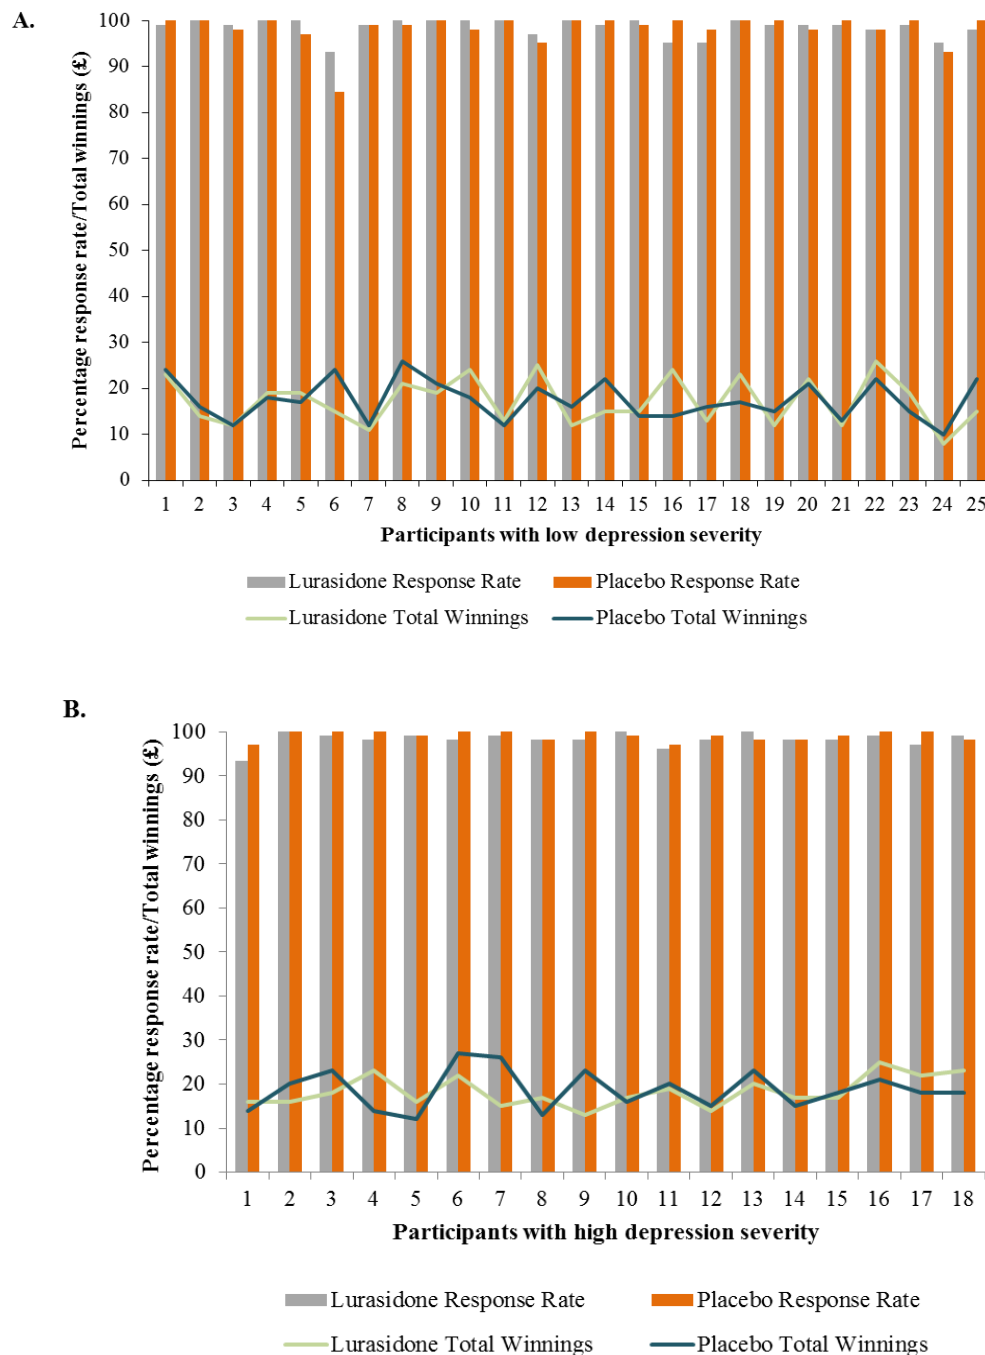 A.
Percentage response rate/Total winnings (£)
100
90
80
70
60
50
40
30
20
10
0
1 2 3 4 5 6 7 8 9 10 11 12 13 14 15 16 17 18 19 20 21 22 23 24 25
Participants with low depression severity
Lurasidone Response Rate Placebo Response Rate
Lurasidone Total Winnings Placebo Total Winnings
B.
Percentage response rate/Total winnings (£)
100
90
80
70
60
50
40
30
20
10
0
1 2 3 4 5 6 7 8 9 10 11 12 13 14 15 16 17 18
Participants with high depression severity
Lurasidone Response Rate Placebo Response Rate
Lurasidone Total Winnings Placebo Total Winnings